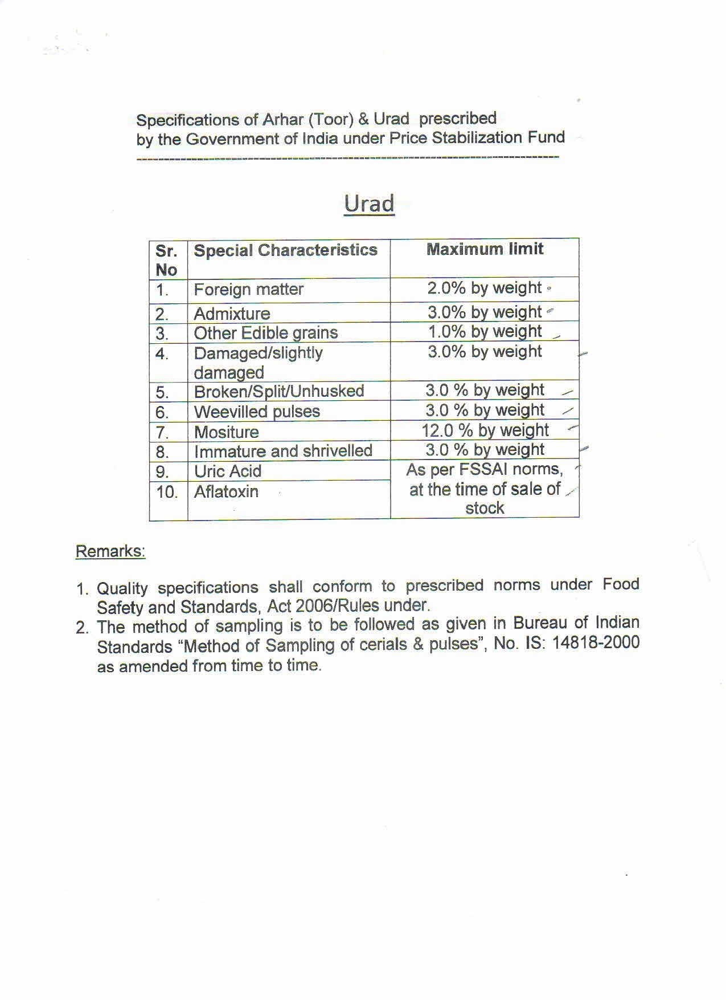 Specifications of Arhar (Toor) & Urad prescribed
by the Government of India under Price Stabilization Fund
Urad
Sr. Special Characteristics Maximum limit
No
1. Foreign matter 2.0% by weight
2. Admixture 3.0% by weight
3. Other Edible grains 1.0% by weight
4. Damaged/slightly 3.0% by weight
damaged
5. Broken/Split/Unhusked 3.0 % by weight
6. Weevilled pulses 3.0 % by weight
7. Mositure 12.0 % by weight
8. Immature and shrivelled 3.0 % by weight
9. Uric Acid As per FSSAI norms,
10. Aflatoxin at the time of sale of
stock
Remarks:
1. Quality specifications shall conform to prescribed norms under Food
Safety and Standards, Act 2006/Rules under.
2. The method of sampling is to be followed as given in Bureau of Indian
Standards “Method of Sampling of cerials & pulses”, No. IS: 14818-2000
as amended from time to time.